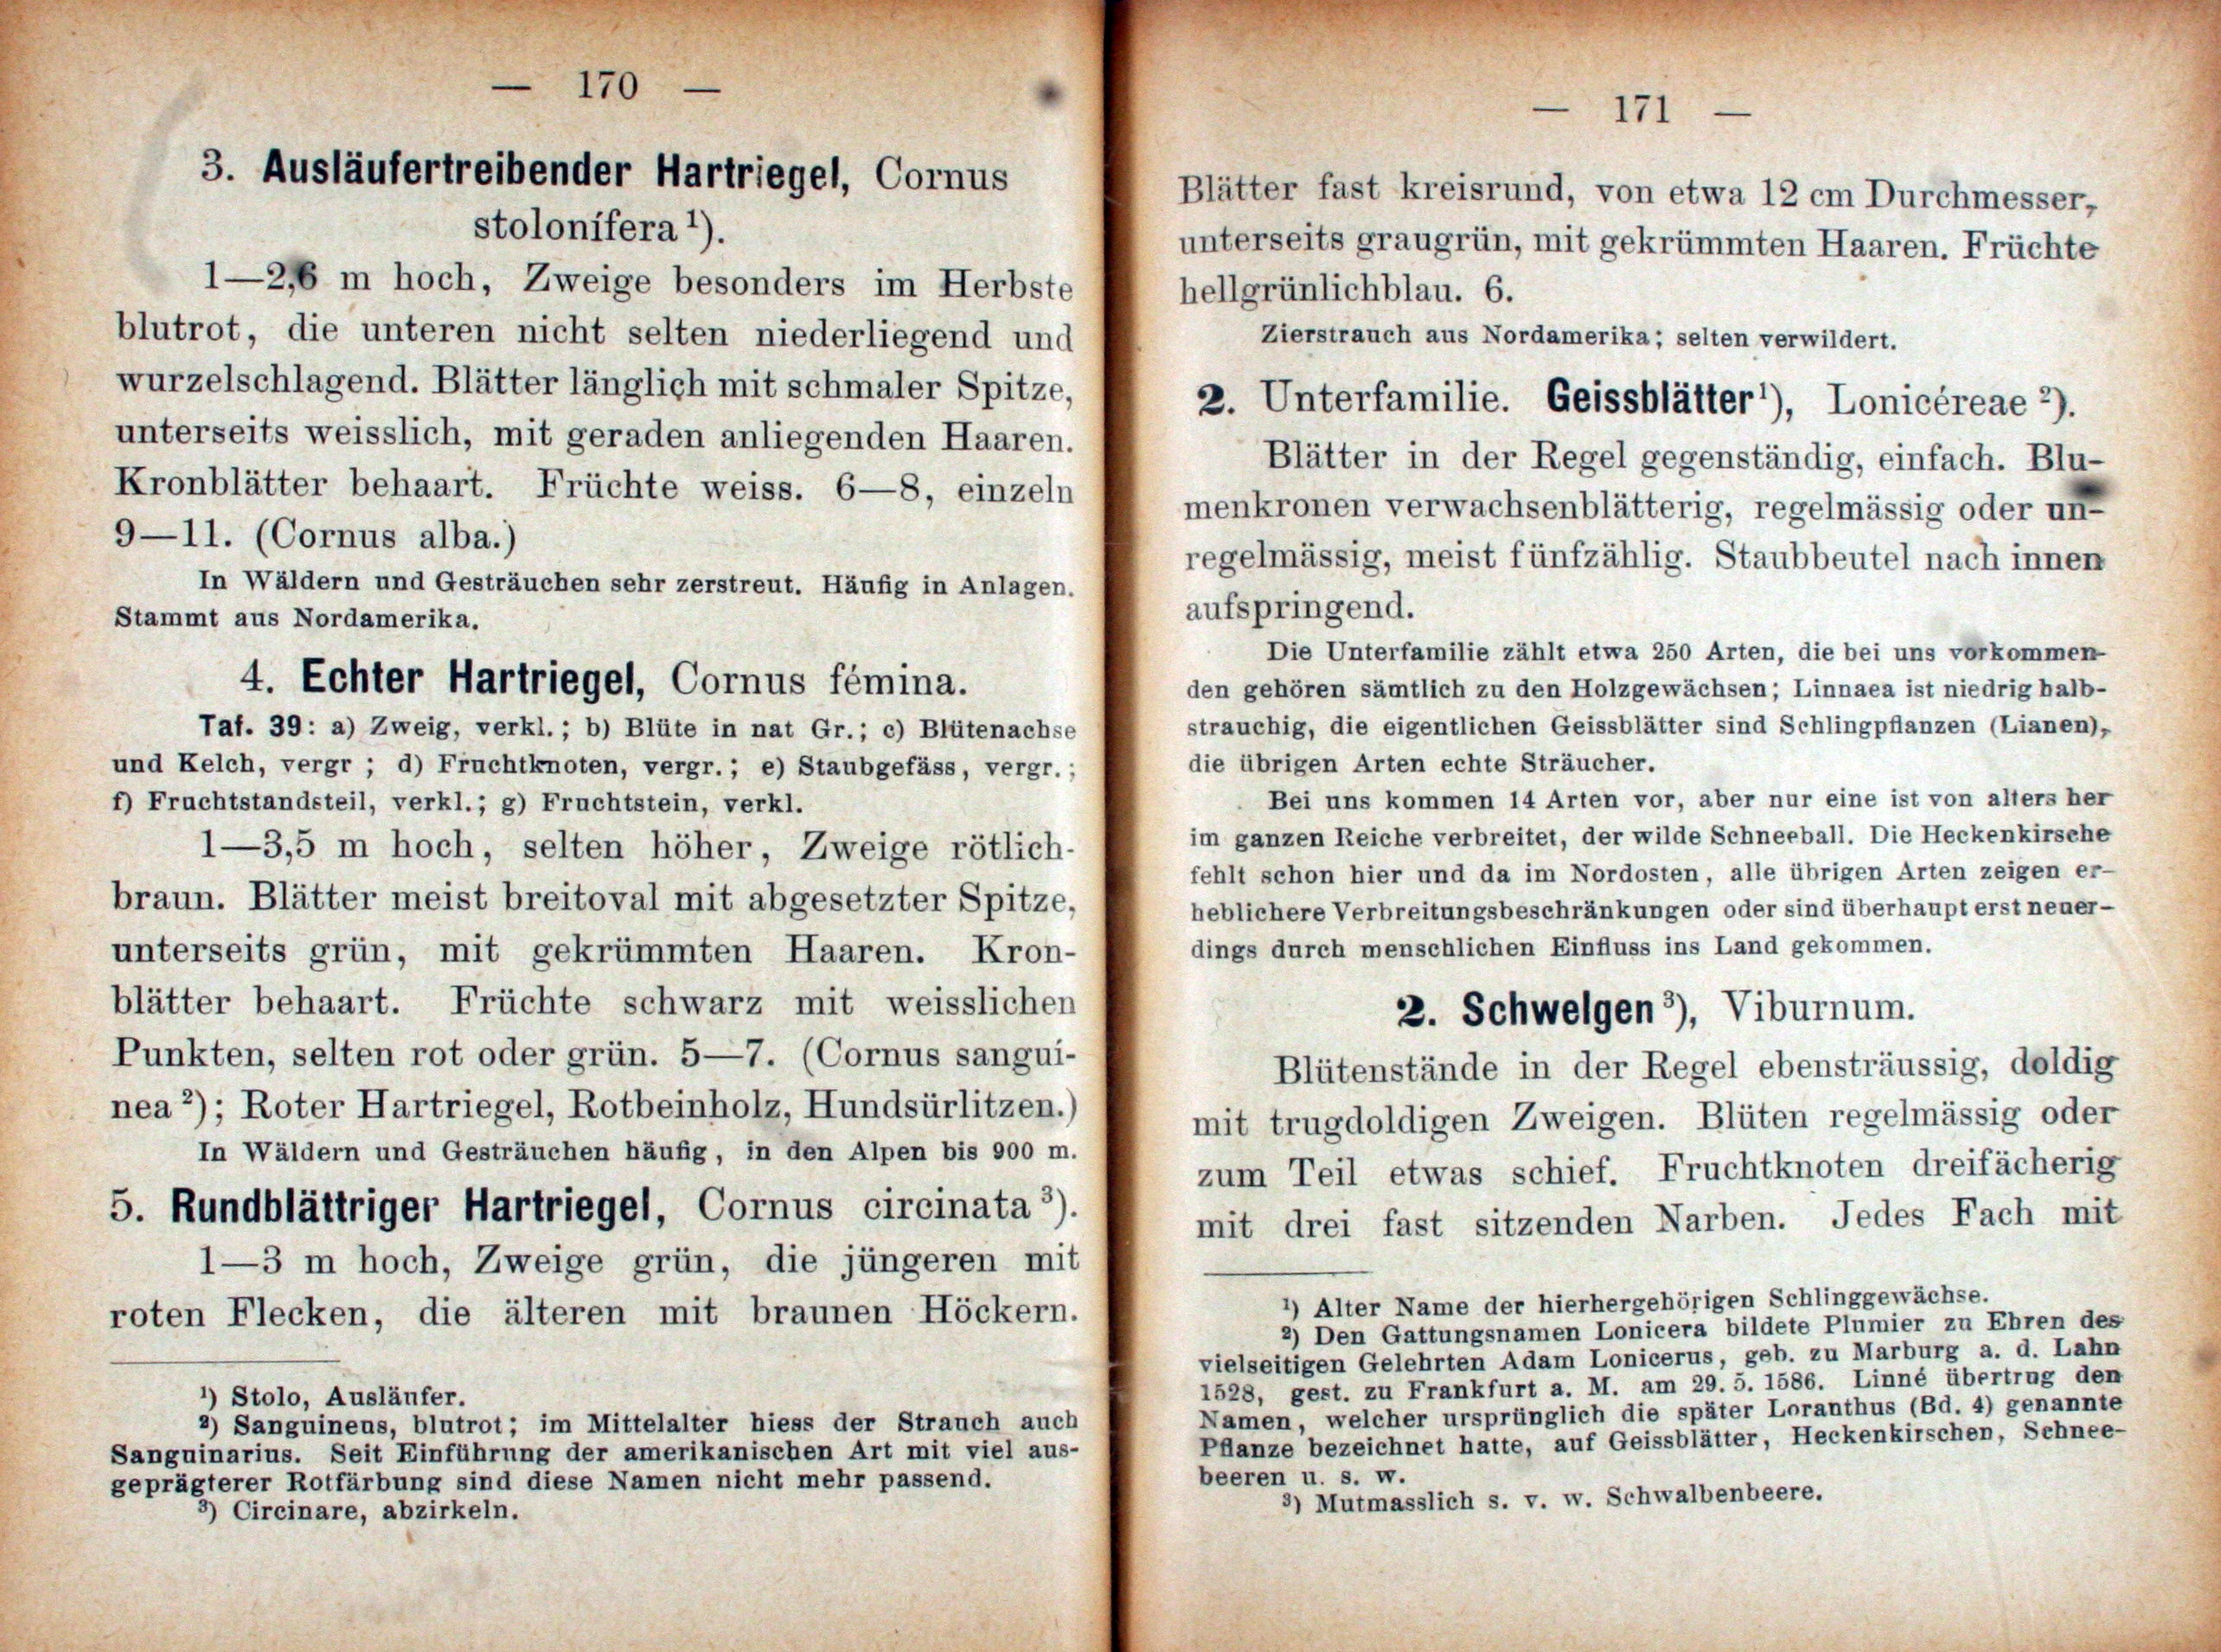 — 170 —
3. Ausläufertreibender Hartriegel, Cornus
stolonífera ¹).
1—2,6 m hoch, Zweige besonders im Herbste
blutrot, die unteren nicht selten niederliegend und
wurzelschlagend. Blätter länglich mit schmaler Spitze,
unterseits weisslich, mit geraden anliegenden Haaren.
Kronblätter behaart. Früchte weiss. 6—8, einzeln
9—11. (Cornus alba.)
In Wäldern und Gesträuchen sehr zerstreut. Häufig in Anlagen.
Stammt aus Nordamerika.
4. Echter Hartriegel, Cornus fémina.
Taf. 39: a) Zweig, verkl.; b) Blüte in nat Gr.; c) Blütenachse
und Kelch, vergr ; d) Fruchtknoten, vergr.; e) Staubgefäss, vergr.;
f) Fruchtstandsteil, verkl.; g) Fruchtstein, verkl.
1—3,5 m hoch, selten höher, Zweige rötlich-
braun. Blätter meist breitoval mit abgesetzter Spitze,
unterseits grün, mit gekrümmten Haaren. Kron-
blätter behaart. Früchte schwarz mit weisslichen
Punkten, selten rot oder grün. 5—7. (Cornus sangui-
nea ²); Roter Hartriegel, Rotbeinholz, Hundsürlitzen.)
In Wäldern und Gesträuchen häufig, in den Alpen bis 900 m.
5. Rundblättriger Hartriegel, Cornus circinata ³).
1—3 m hoch, Zweige grün, die jüngeren mit
roten Flecken, die älteren mit braunen Höckern.
¹) Stolo, Ausläufer.
²) Sanguineus, blutrot; im Mittelalter hiess der Strauch auch
Sanguinarius. Seit Einführung der amerikanischen Art mit viel aus-
geprägterer Rotfärbung sind diese Namen nicht mehr passend.
³) Circinare, abzirkeln.
— 171 —
Blätter fast kreisrund, von etwa 12 cm Durchmesser,
unterseits graugrün, mit gekrümmten Haaren. Früchte
hellgrünlichblau. 6.
Zierstrauch aus Nordamerika; selten verwildert.
2. Unterfamilie. Geissblätter¹), Lonicéreae ²).
Blätter in der Regel gegenständig, einfach. Blu-
menkronen verwachsenblätterig, regelmässig oder un-
regelmässig, meist fünfzählig. Staubbeutel nach innen
aufspringend.
Die Unterfamilie zählt etwa 250 Arten, die bei uns vorkommen-
den gehören sämtlich zu den Holzgewächsen; Linnaea ist niedrig halb-
strauchig, die eigentlichen Geissblätter sind Schlingpflanzen (Lianen),
die übrigen Arten echte Sträucher.
Bei uns kommen 14 Arten vor, aber nur eine ist von alters her
im ganzen Reiche verbreitet, der wilde Schneeball. Die Heckenkirsche
fehlt schon hier und da im Nordosten, alle übrigen Arten zeigen er-
heblichere Verbreitungsbeschränkungen oder sind überhaupt erst neuer-
dings durch menschlichen Einfluss ins Land gekommen.
2. Schwelgen ³), Viburnum.
Blütenstände in der Regel ebensträussig, doldig
mit trugdoldigen Zweigen. Blüten regelmässig oder
zum Teil etwas schief. Fruchtknoten dreifächerig
mit drei fast sitzenden Narben. Jedes Fach mit
¹) Alter Name der hierhergehörigen Schlinggewächse.
²) Den Gattungsnamen Lonicera bildete Plumier zu Ehren des
vielseitigen Gelehrten Adam Lonicerus, geb. zu Marburg a. d. Lahn
1528, gest. zu Frankfurt a. M. am 29. 5. 1586. Linné übertrug den
Namen, welcher ursprünglich die später Loranthus (Bd. 4) genannte
Pflanze bezeichnet hatte, auf Geissblätter, Heckenkirschen, Schnee-
beeren u. s. w.
³) Mutmasslich s. v. w. Schwalbenbeere.